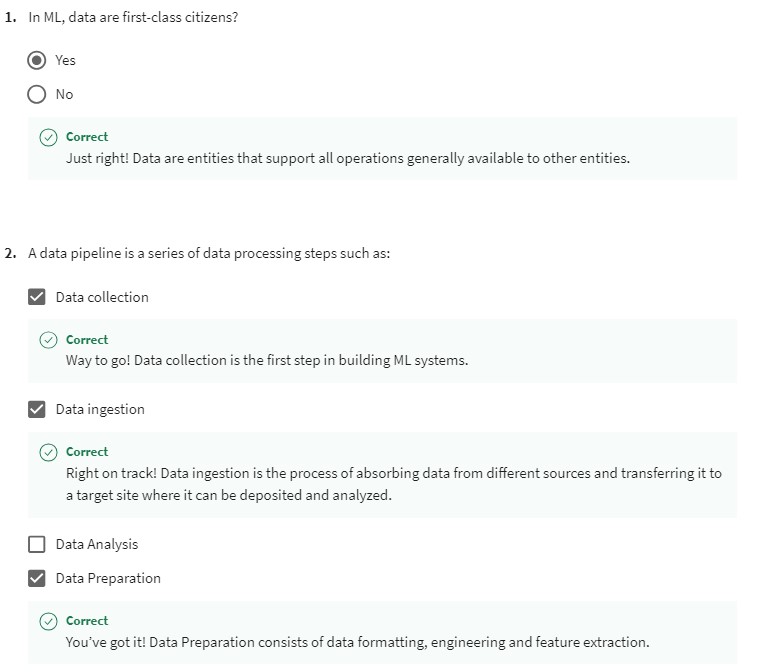 1. In ML, data are first-class citizens?
Yes
No
Correct
Just right! Data are entities that support all operations generally available to other entities.
2. A data pipeline is a series of data processing steps such as:
Data collection
Correct
Way to go! Data collection is the first step in building ML systems.
Data ingestion
Correct
Right on track! Data ingestion is the process of absorbing data from different sources and transferring it to
a target site where it can be deposited and analyzed.
Data Analysis
Data Preparation
Correct
You've got it! Data Preparation consists of data formatting, engineering and feature extraction.